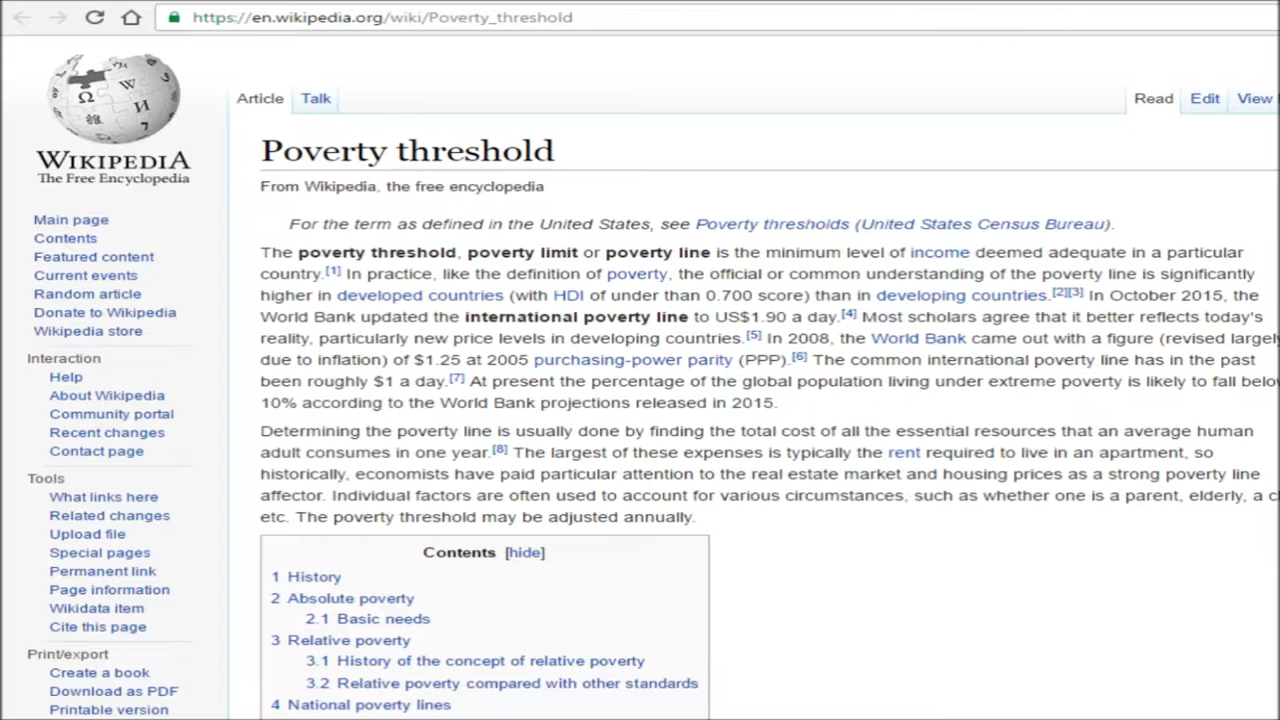 https://en.wikipedia.org/wiki/Poverty_threshold
WIKIPEDIA
The Free Encyclopedia
Main page
Contents
Featured content
Current events
Random article
Donate to Wikipedia
Wikipedia store
Interaction
Help
About Wikipedia
Community portal
Recent changes
Contact page
Tools
What links here
Related changes
Upload file
Special pages
Permanent link
Page information
Wikidata item
Cite this page
Print/export
Create a book
Download as PDF
Printable version
Article Talk Read Edit View
Poverty threshold
From Wikipedia, the free encyclopedia
For the term as defined in the United States, see Poverty thresholds (United States Census Bureau).
The poverty threshold, poverty limit or poverty line is the minimum level of income deemed adequate in a particular
country.[1] In practice, like the definition of poverty, the official or common understanding of the poverty line is significantly
higher in developed countries (with HDI of under than 0.700 score) than in developing countries.[2][3] In October 2015, the
World Bank updated the international poverty line to US$1.90 a day.[4] Most scholars agree that it better reflects today's
reality, particularly new price levels in developing countries.[5] In 2008, the World Bank came out with a figure (revised largel
due to inflation) of $1.25 at 2005 purchasing-power parity (PPP).[6] The common international poverty line has in the past
been roughly $1 a day.[7] At present the percentage of the global population living under extreme poverty is likely to fall belo
10% according to the World Bank projections released in 2015.
Determining the poverty line is usually done by finding the total cost of all the essential resources that an average human
adult consumes in one year.[8] The largest of these expenses is typically the rent required to live in an apartment, so
historically, economists have paid particular attention to the real estate market and housing prices as a strong poverty line
affector. Individual factors are often used to account for various circumstances, such as whether one is a parent, elderly, a c
etc. The poverty threshold may be adjusted annually.
Contents [hide]
1 History
2 Absolute poverty
2.1 Basic needs
3 Relative poverty
3.1 History of the concept of relative poverty
3.2 Relative poverty compared with other standards
4 National poverty lines